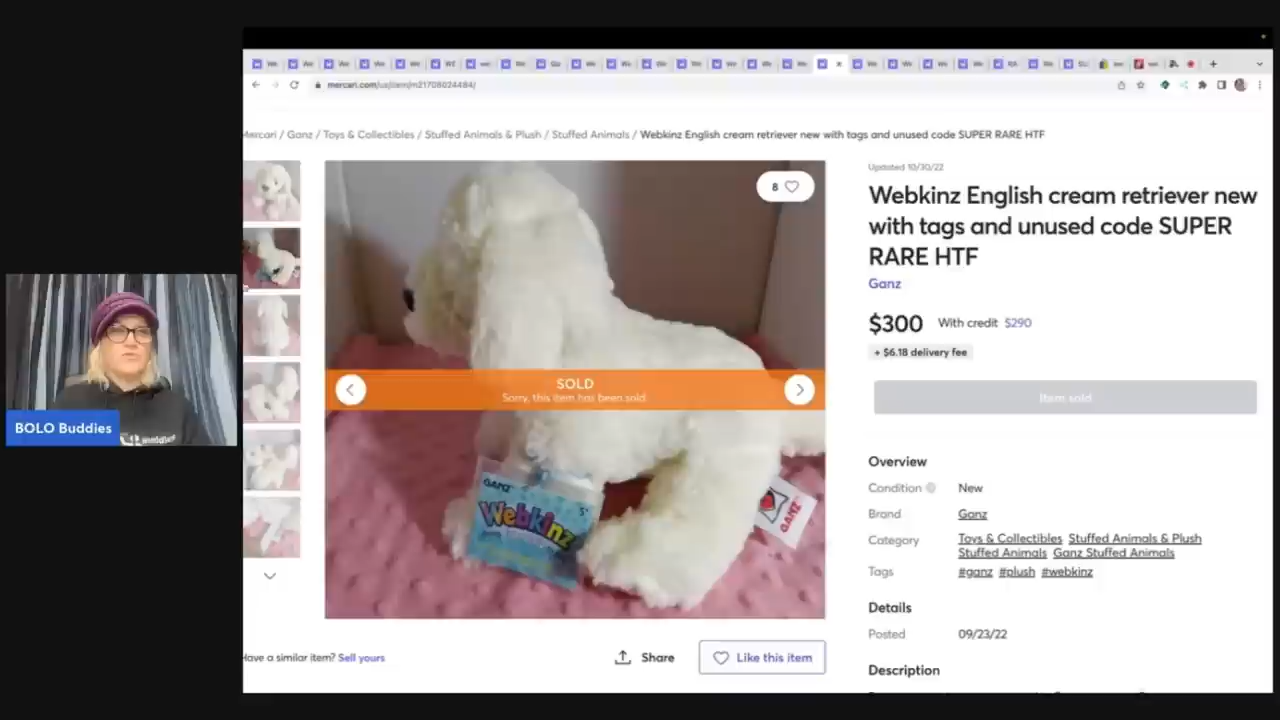 mercari.com/us/item/m21708024484/
Mercari / Ganz / Toys & Collectibles / Stuffed Animals & Plush / Stuffed Animals / Webkinz English cream retriever new with tags and unused code SUPER RARE HTF
8
SOLD
Sorry, this item has been sold
GANZ
Webkinz
GANZ
Have a similar item? Sell yours
Share
Like this item
Updated 10/30/22
Webkinz English cream retriever new
with tags and unused code SUPER
RARE HTF
Ganz
$300 With credit $290
+ $6.18 delivery fee
Item sold
Overview
Condition New
Brand Ganz
Category Toys & Collectibles Stuffed Animals & Plush
Stuffed Animals Ganz Stuffed Animals
Tags #ganz #plush #webkinz
Details
Posted 09/23/22
Description
BOLO Buddies